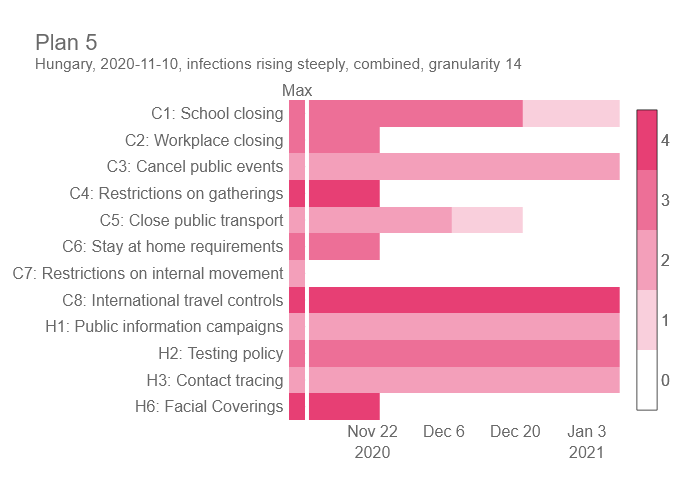 Plan 5
Hungary, 2020-11-10, infections rising steeply, combined, granularity 14
Max
C1: School closing
C2: Workplace closing
C3: Cancel public events
C4: Restrictions on gatherings
C5: Close public transport
C6: Stay at home requirements
C7: Restrictions on internal movement
C8: International travel controls
H1: Public information campaigns
H2: Testing policy
H3: Contact tracing
H6: Facial Coverings
4
3
2
1
0
Nov 22 Dec 6 Dec 20 Jan 3
2020 2021